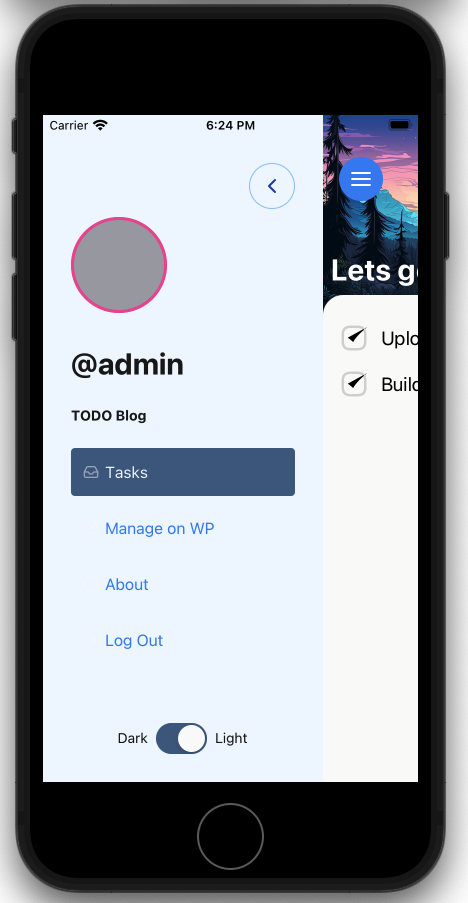 Carrier 6:24 PM
Lets g
@admin
TODO Blog
Tasks
Manage on WP
About
Log Out
Dark Light
Uplo
Build